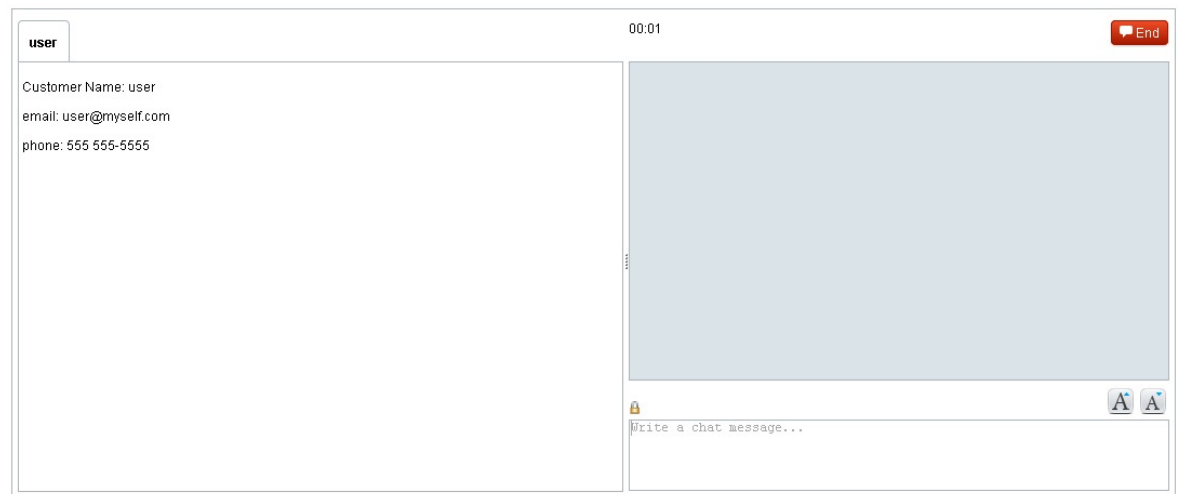 user
00:01
End
Customer Name: user
email: user@myself.com
phone: 555 555-5555
A A
Write a chat message...